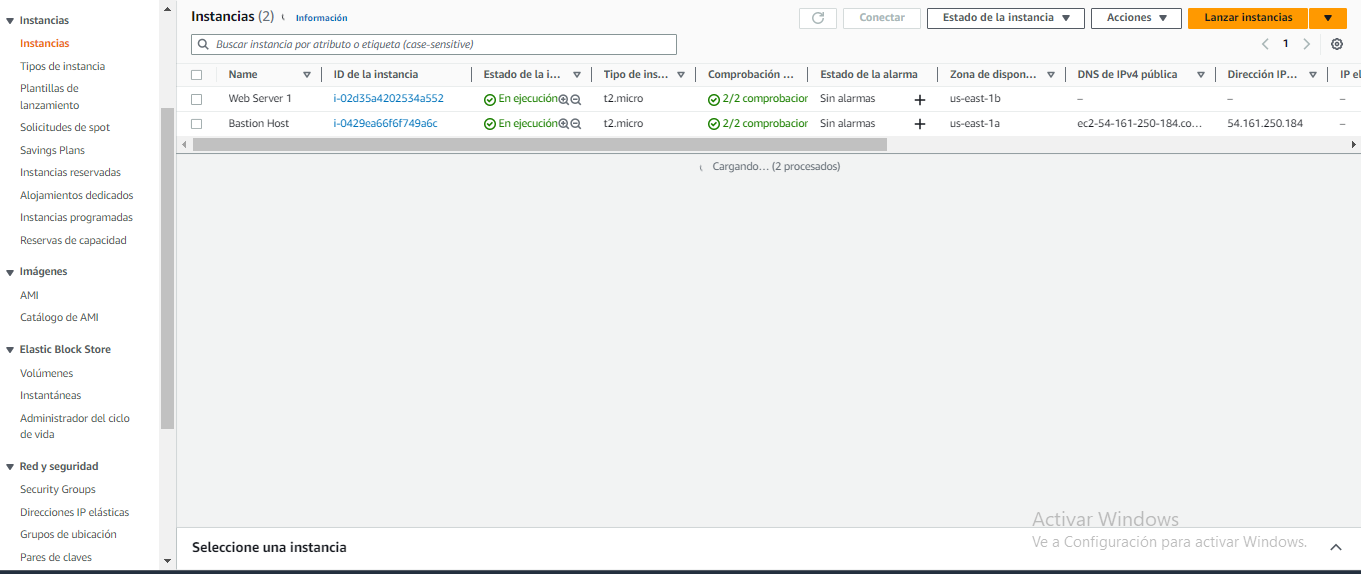 Instancias
Instancias
Tipos de instancia
Plantillas de
lanzamiento
Solicitudes de spot
Savings Plans
Instancias reservadas
Alojamientos dedicados
Instancias programadas
Reservas de capacidad
Imágenes
AMI
Catálogo de AMI
Elastic Block Store
Volúmenes
Instantáneas
Administrador del ciclo
de vida
Red y seguridad
Security Groups
Direcciones IP elásticas
Grupos de ubicación
Pares de claves
Instancias (2) Información
Conectar
Estado de la instancia
Acciones
Lanzar instancias
Buscar instancia por atributo o etiqueta (case-sensitive)
1
Name ID de la instancia Estado de la i... Tipo de ins... Comprobación ... Estado de la alarma Zona de dispon... DNS de IPv4 pública Dirección IP... IP el
Web Server 1 i-02d35a4202534a552 En ejecución t2.micro 2/2 comprobacior Sin alarmas + us-east-1b – – –
Bastion Host i-0429ea66f6f749a6c En ejecución t2.micro 2/2 comprobacior Sin alarmas + us-east-1a ec2-54-161-250-184.co... 54.161.250.184 –
Cargando... (2 procesados)
Activar Windows
Ve a Configuración para activar Windows.
Seleccione una instancia